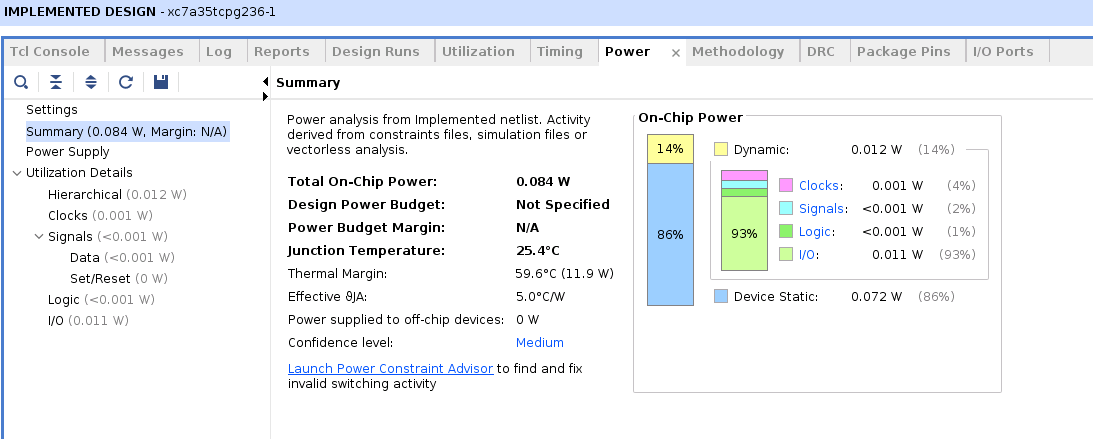 IMPLEMENTED DESIGN - xc7a35tcpg236-1
Tcl Console Messages Log Reports Design Runs Utilization Timing Power × Methodology DRC Package Pins I/O Ports
Summary
Settings
Summary (0.084 W, Margin: N/A)
Power Supply
Utilization Details
Hierarchical (0.012 W)
Clocks (0.001 W)
Signals (<0.001 W)
Data (<0.001 W)
Set/Reset (0 W)
Logic (<0.001 W)
I/O (0.011 W)
Power analysis from Implemented netlist. Activity
derived from constraints files, simulation files or
vectorless analysis.
Total On-Chip Power: 0.084 W
Design Power Budget: Not Specified
Power Budget Margin: N/A
Junction Temperature: 25.4°C
Thermal Margin: 59.6°C (11.9 W)
Effective ϑJA: 5.0°C/W
Power supplied to off-chip devices: 0 W
Confidence level: Medium
Launch Power Constraint Advisor to find and fix
invalid switching activity
On-Chip Power
14%
86%
Dynamic: 0.012 W (14%)
93%
Clocks: 0.001 W (4%)
Signals: <0.001 W (2%)
Logic: <0.001 W (1%)
I/O: 0.011 W (93%)
Device Static: 0.072 W (86%)